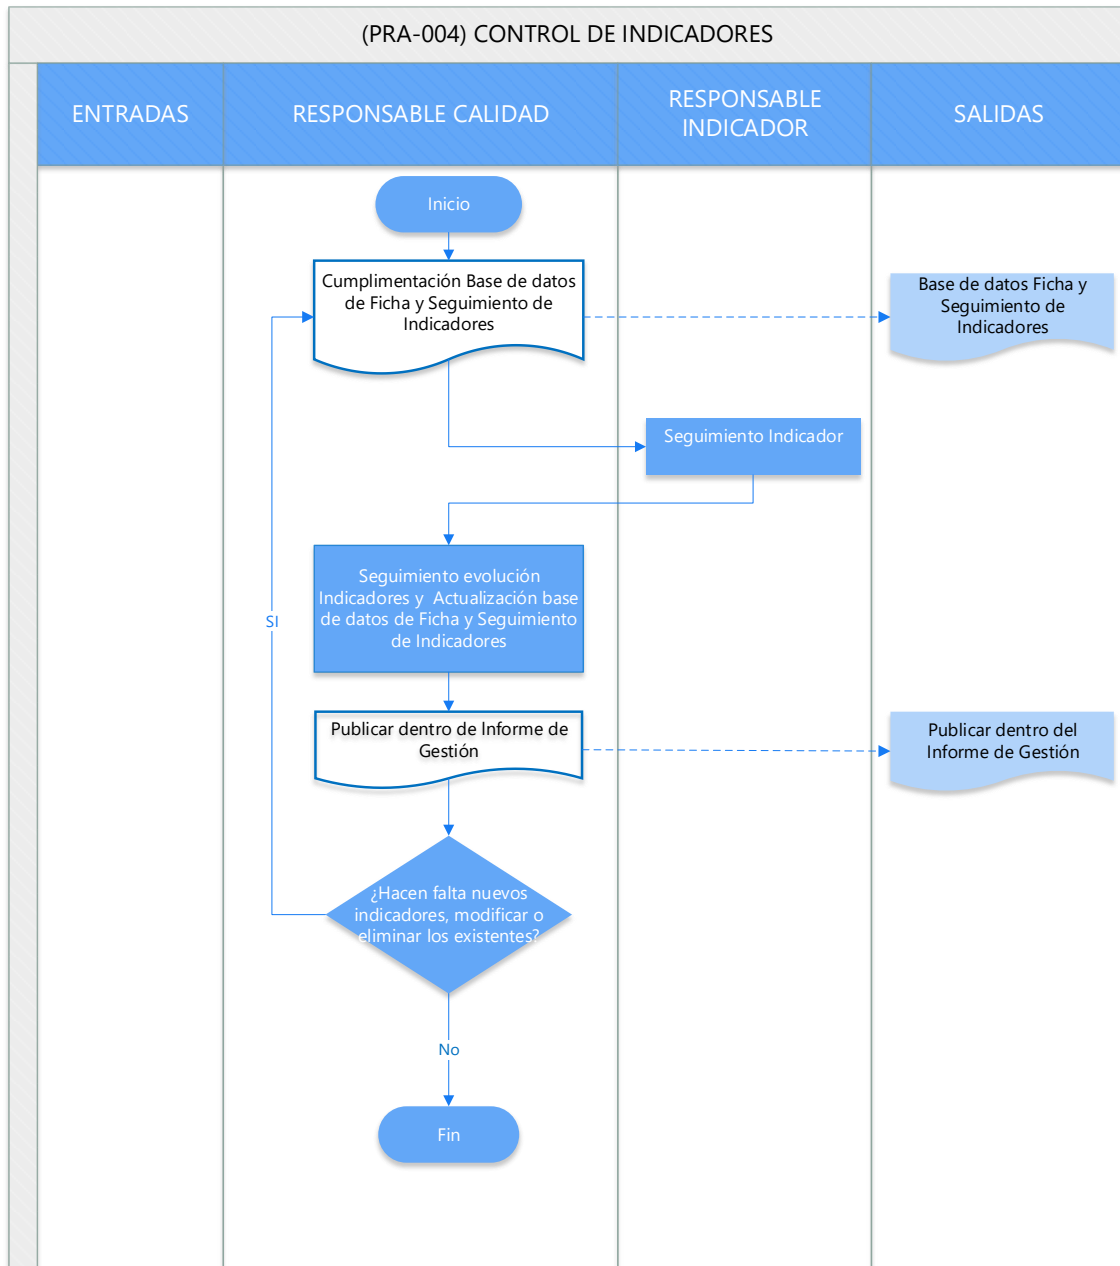 (PRA-004) CONTROL DE INDICADORES
ENTRADAS
RESPONSABLE CALIDAD
RESPONSABLE
INDICADOR
SALIDAS
Inicio
Cumplimentación Base de datos
de Ficha y Seguimiento de
Indicadores
Base de datos Ficha y
Seguimiento de
Indicadores
Seguimiento Indicador
Seguimiento evolución
Indicadores y Actualización base
de datos de Ficha y Seguimiento
de Indicadores
SI
Publicar dentro de Informe de
Gestión
Publicar dentro del
Informe de Gestión
¿Hacen falta nuevos
indicadores, modificar o
eliminar los existentes?
No
Fin